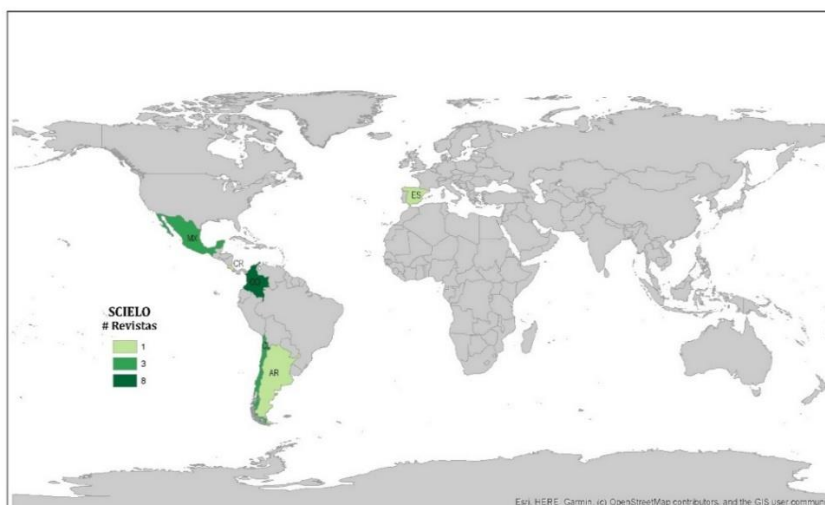 ES
MX
CR
CO
SCIELO
# Revistas
1
3
8
AR
Esri, HERE, Garmin, (c) OpenStreetMap contributors, and the GIS user commun